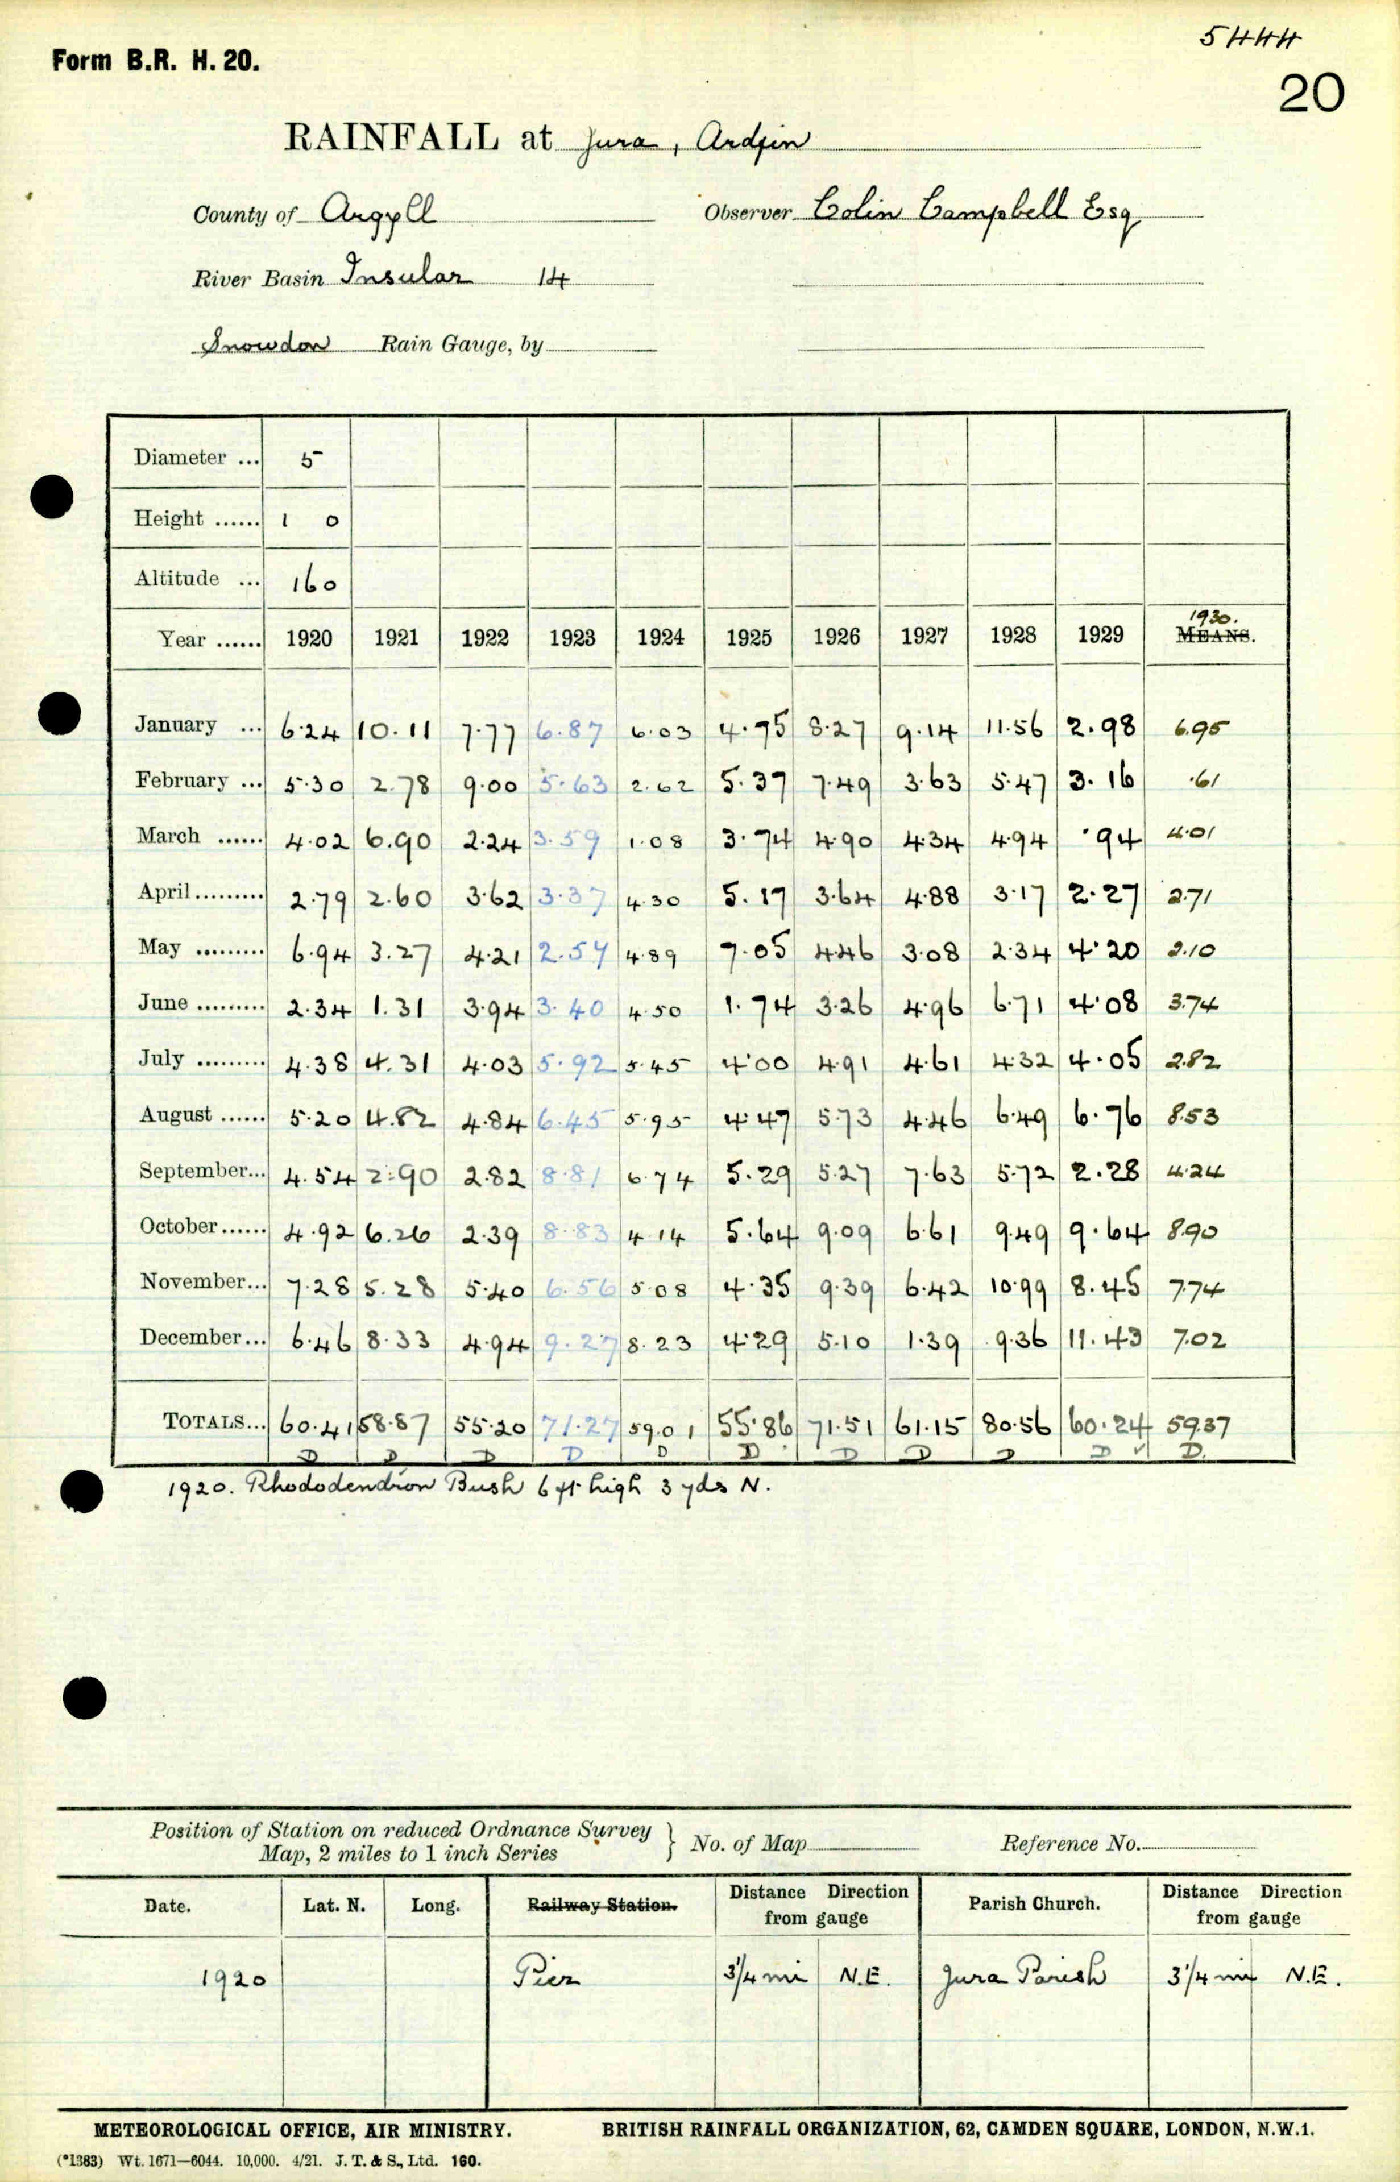 5444
Form B.R. H. 20.
20
RAINFALL at Jura, Ardfin
County of Argyll Observer Colin Campbell Esq
River Basin Insular 14
Snowdon Rain Gauge, by
Diameter ... 5
Height ...... 1 0
Altitude ... 160
1930.
Year ...... 1920 1921 1922 1923 1924 1925 1926 1927 1928 1929 MEANS.
January ... 6.24 10.11 7.77 6.87 6.03 4.75 8.27 9.14 11.56 2.98 6.95
February ... 5.30 2.78 9.00 5.63 2.62 5.37 7.49 3.63 5.47 3.16 .61
March ...... 4.02 6.90 2.24 3.59 1.08 3.74 4.90 4.34 4.94 .94 4.01
April ......... 2.79 2.60 3.62 3.37 4.30 5.17 3.64 4.88 3.17 2.27 2.71
May ......... 6.94 3.27 4.21 2.57 4.89 7.05 4.46 3.08 2.34 4.20 2.10
June ......... 2.34 1.31 3.94 3.40 4.50 1.74 3.26 4.96 6.71 4.08 3.74
July ......... 4.38 4.31 4.03 5.92 5.45 4.00 4.91 4.61 4.32 4.05 2.82
August ...... 5.20 4.82 4.84 6.45 5.95 4.47 5.73 4.46 6.49 6.76 8.53
September... 4.54 2.90 2.82 8.81 6.74 5.29 5.27 7.63 5.72 2.28 4.24
October ...... 4.92 6.26 2.39 8.83 4.14 5.64 9.09 6.61 9.49 9.64 8.90
November... 7.28 5.28 5.40 6.56 5.08 4.35 9.39 6.42 10.99 8.45 7.74
December... 6.46 8.33 4.94 9.27 8.23 4.29 5.10 1.39 9.36 11.43 7.02
TOTALS... 60.41 58.87 55.20 71.27 59.01 55.86 71.51 61.15 80.56 60.24 59.37
D D D D D D D D D D ✓ D
1920. Rhododendron Bush 6 ft high 3 yds N.
Position of Station on reduced Ordnance Survey
Map, 2 miles to 1 inch Series } No. of Map Reference No.
Date. Lat. N. Long. Railway Station. Distance Direction from gauge Parish Church. Distance Direction from gauge
1920 Pier 3¼ mi N.E. Jura Parish 3¼ mi N.E.
METEOROLOGICAL OFFICE, AIR MINISTRY. BRITISH RAINFALL ORGANIZATION, 62, CAMDEN SQUARE, LONDON, N.W.1.
(*1383) Wt. 1671—6044. 10,000. 4/21. J. T. & S., Ltd. 160.